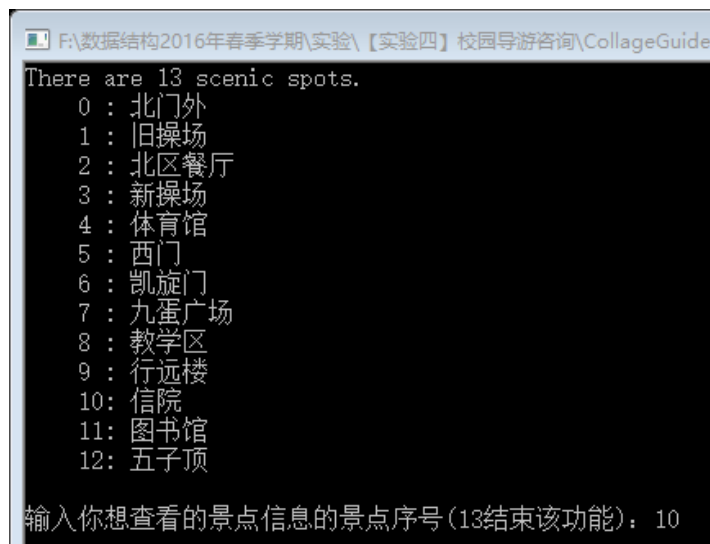 F:\数据结构2016年春季学期\实验\【实验四】校园导游咨询\CollageGuide
There are 13 scenic spots.
0 : 北门外
1 : 旧操场
2 : 北区餐厅
3 : 新操场
4 : 体育馆
5 : 西门
6 : 凯旋门
7 : 九蛋广场
8 : 教学区
9 : 行远楼
10: 信院
11: 图书馆
12: 五子顶
输入你想查看的景点信息的景点序号(13结束该功能): 10